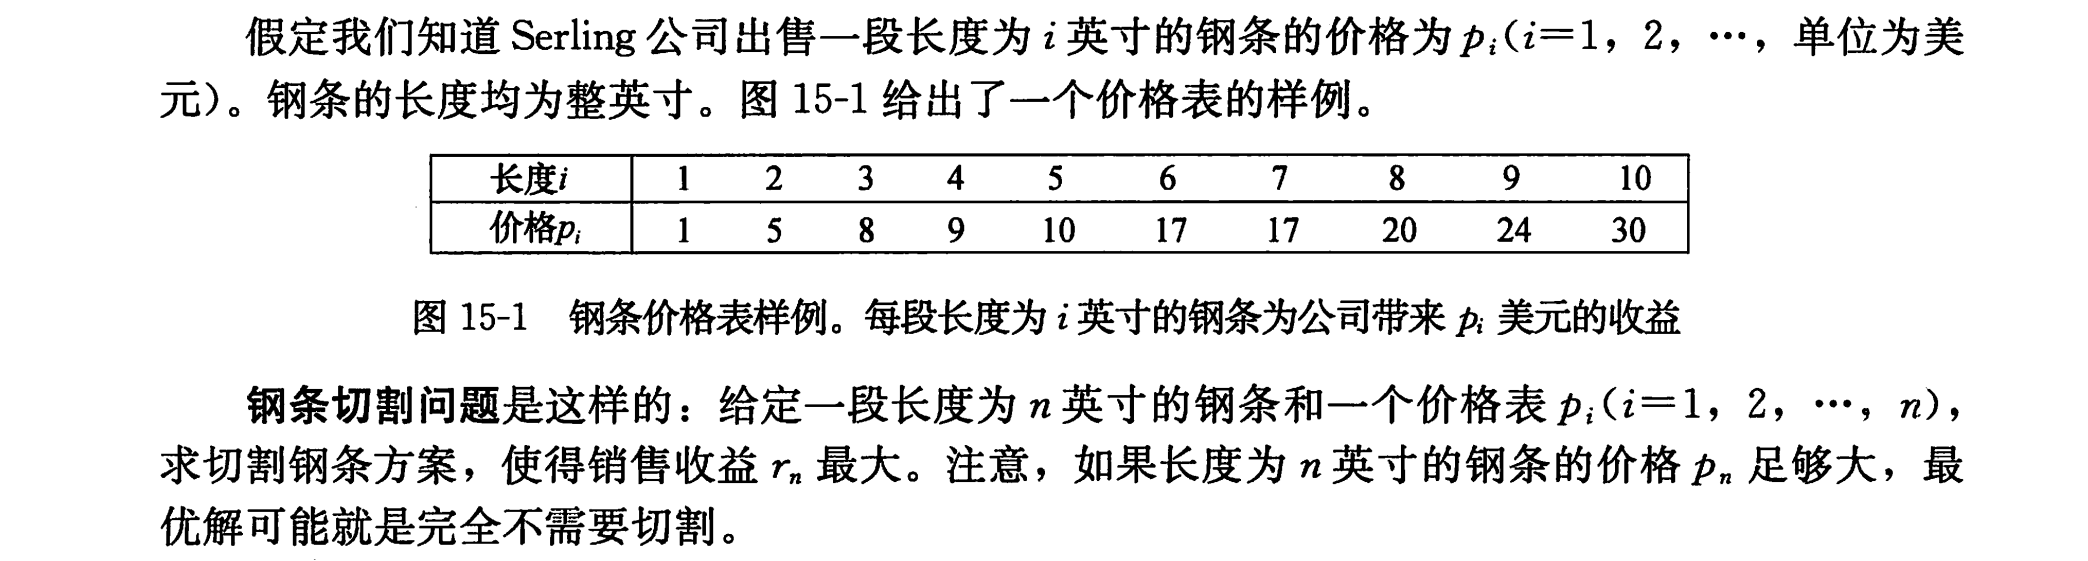 假定我们知道 Serling 公司出售一段长度为 i 英寸的钢条的价格为 pᵢ(i=1，2，…，单位为美
元)。钢条的长度均为整英寸。图 15-1 给出了一个价格表的样例。
长度i 1 2 3 4 5 6 7 8 9 10
价格pᵢ 1 5 8 9 10 17 17 20 24 30
图 15-1 钢条价格表样例。每段长度为 i 英寸的钢条为公司带来 pᵢ 美元的收益
钢条切割问题是这样的：给定一段长度为 n 英寸的钢条和一个价格表 pᵢ(i=1，2，…，n)，
求切割钢条方案，使得销售收益 rₙ 最大。注意，如果长度为 n 英寸的钢条的价格 pₙ 足够大，最
优解可能就是完全不需要切割。